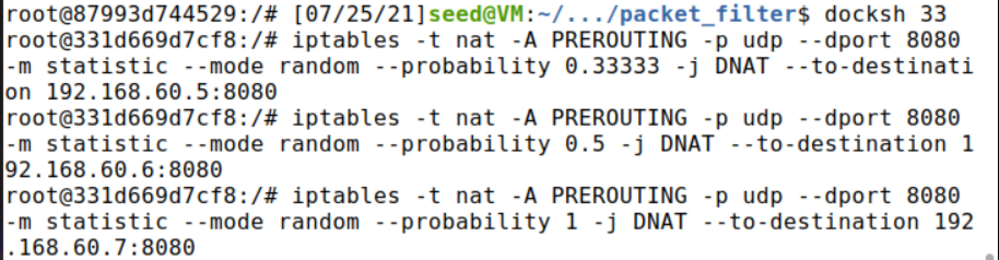 root@87993d744529:/# [07/25/21]seed@VM:~/.../packet_filter$ docksh 33
root@331d669d7cf8:/# iptables -t nat -A PREROUTING -p udp --dport 8080
-m statistic --mode random --probability 0.33333 -j DNAT --to-destinati
on 192.168.60.5:8080
root@331d669d7cf8:/# iptables -t nat -A PREROUTING -p udp --dport 8080
-m statistic --mode random --probability 0.5 -j DNAT --to-destination 1
92.168.60.6:8080
root@331d669d7cf8:/# iptables -t nat -A PREROUTING -p udp --dport 8080
-m statistic --mode random --probability 1 -j DNAT --to-destination 192
.168.60.7:8080